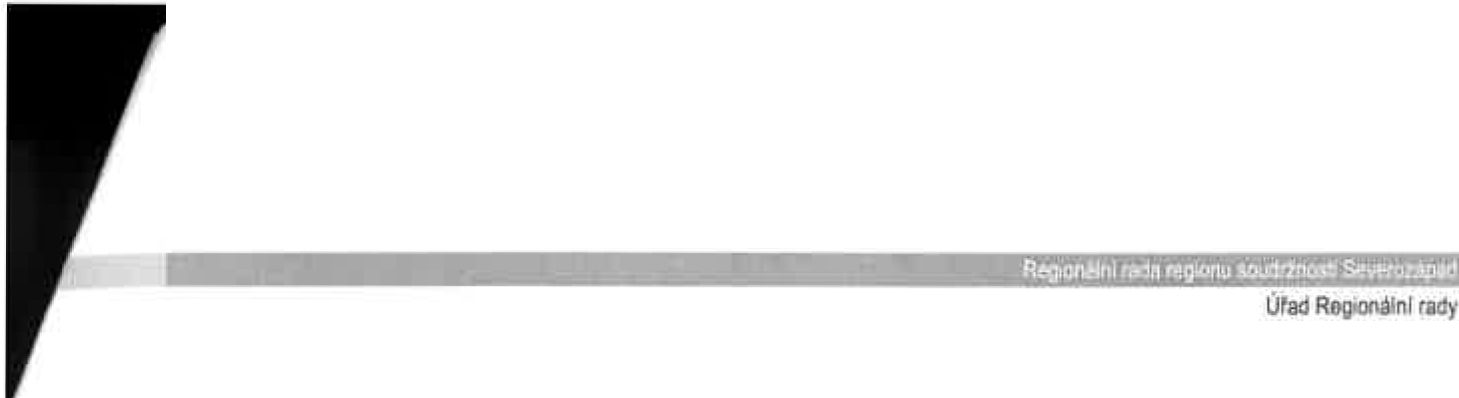 Regionální rada regionu soudržnosti Severozápad
Úřad Regionální rady